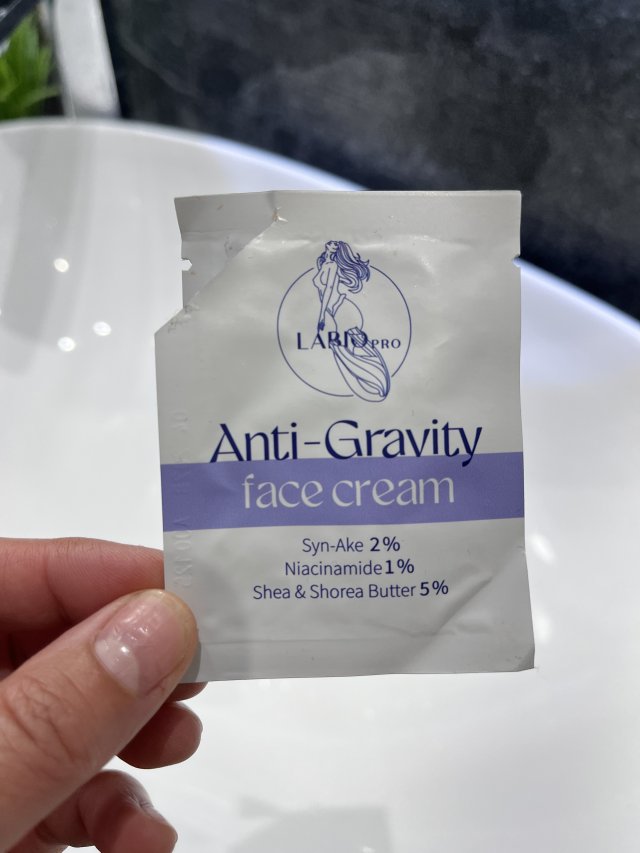 LABIO PRO
Anti-Gravity
face cream
Syn-Ake 2%
Niacinamide 1%
Shea & Shorea Butter 5%